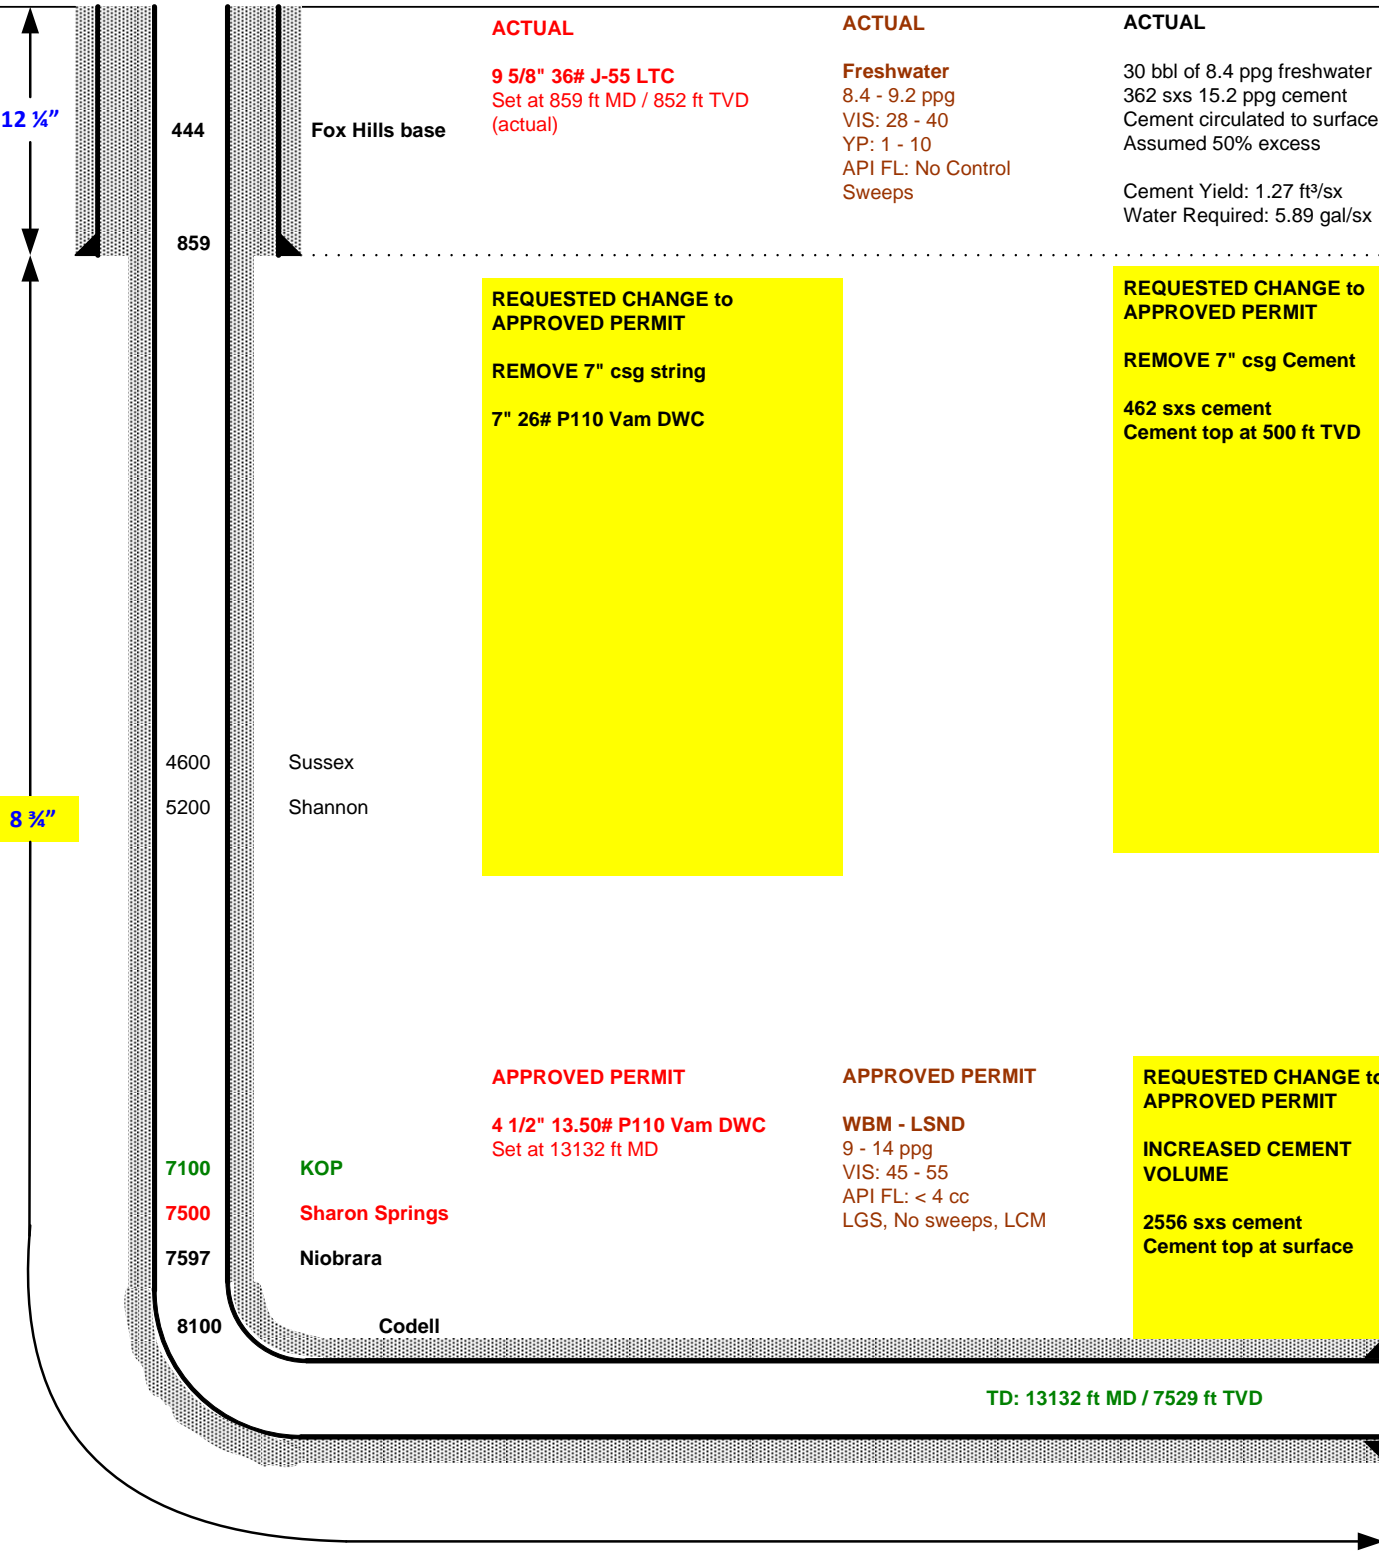 ACTUAL
9 5/8" 36# J-55 LTC
Set at 859 ft MD / 852 ft TVD
(actual)
ACTUAL
Freshwater
8.4 - 9.2 ppg
VIS: 28 - 40
YP: 1 - 10
API FL: No Control
Sweeps
ACTUAL
30 bbl of 8.4 ppg freshwater
362 sxs 15.2 ppg cement
Cement circulated to surface
Assumed 50% excess
Cement Yield: 1.27 ft³/sx
Water Required: 5.89 gal/sx
12 ¼”
444 Fox Hills base
859
REQUESTED CHANGE to
APPROVED PERMIT
REMOVE 7" csg string
7" 26# P110 Vam DWC
REQUESTED CHANGE to
APPROVED PERMIT
REMOVE 7" csg Cement
462 sxs cement
Cement top at 500 ft TVD
4600 Sussex
5200 Shannon
8 ¾”
APPROVED PERMIT
4 1/2" 13.50# P110 Vam DWC
Set at 13132 ft MD
APPROVED PERMIT
WBM - LSND
9 - 14 ppg
VIS: 45 - 55
API FL: < 4 cc
LGS, No sweeps, LCM
REQUESTED CHANGE to
APPROVED PERMIT
INCREASED CEMENT
VOLUME
2556 sxs cement
Cement top at surface
7100 KOP
7500 Sharon Springs
7597 Niobrara
8100 Codell
TD: 13132 ft MD / 7529 ft TVD